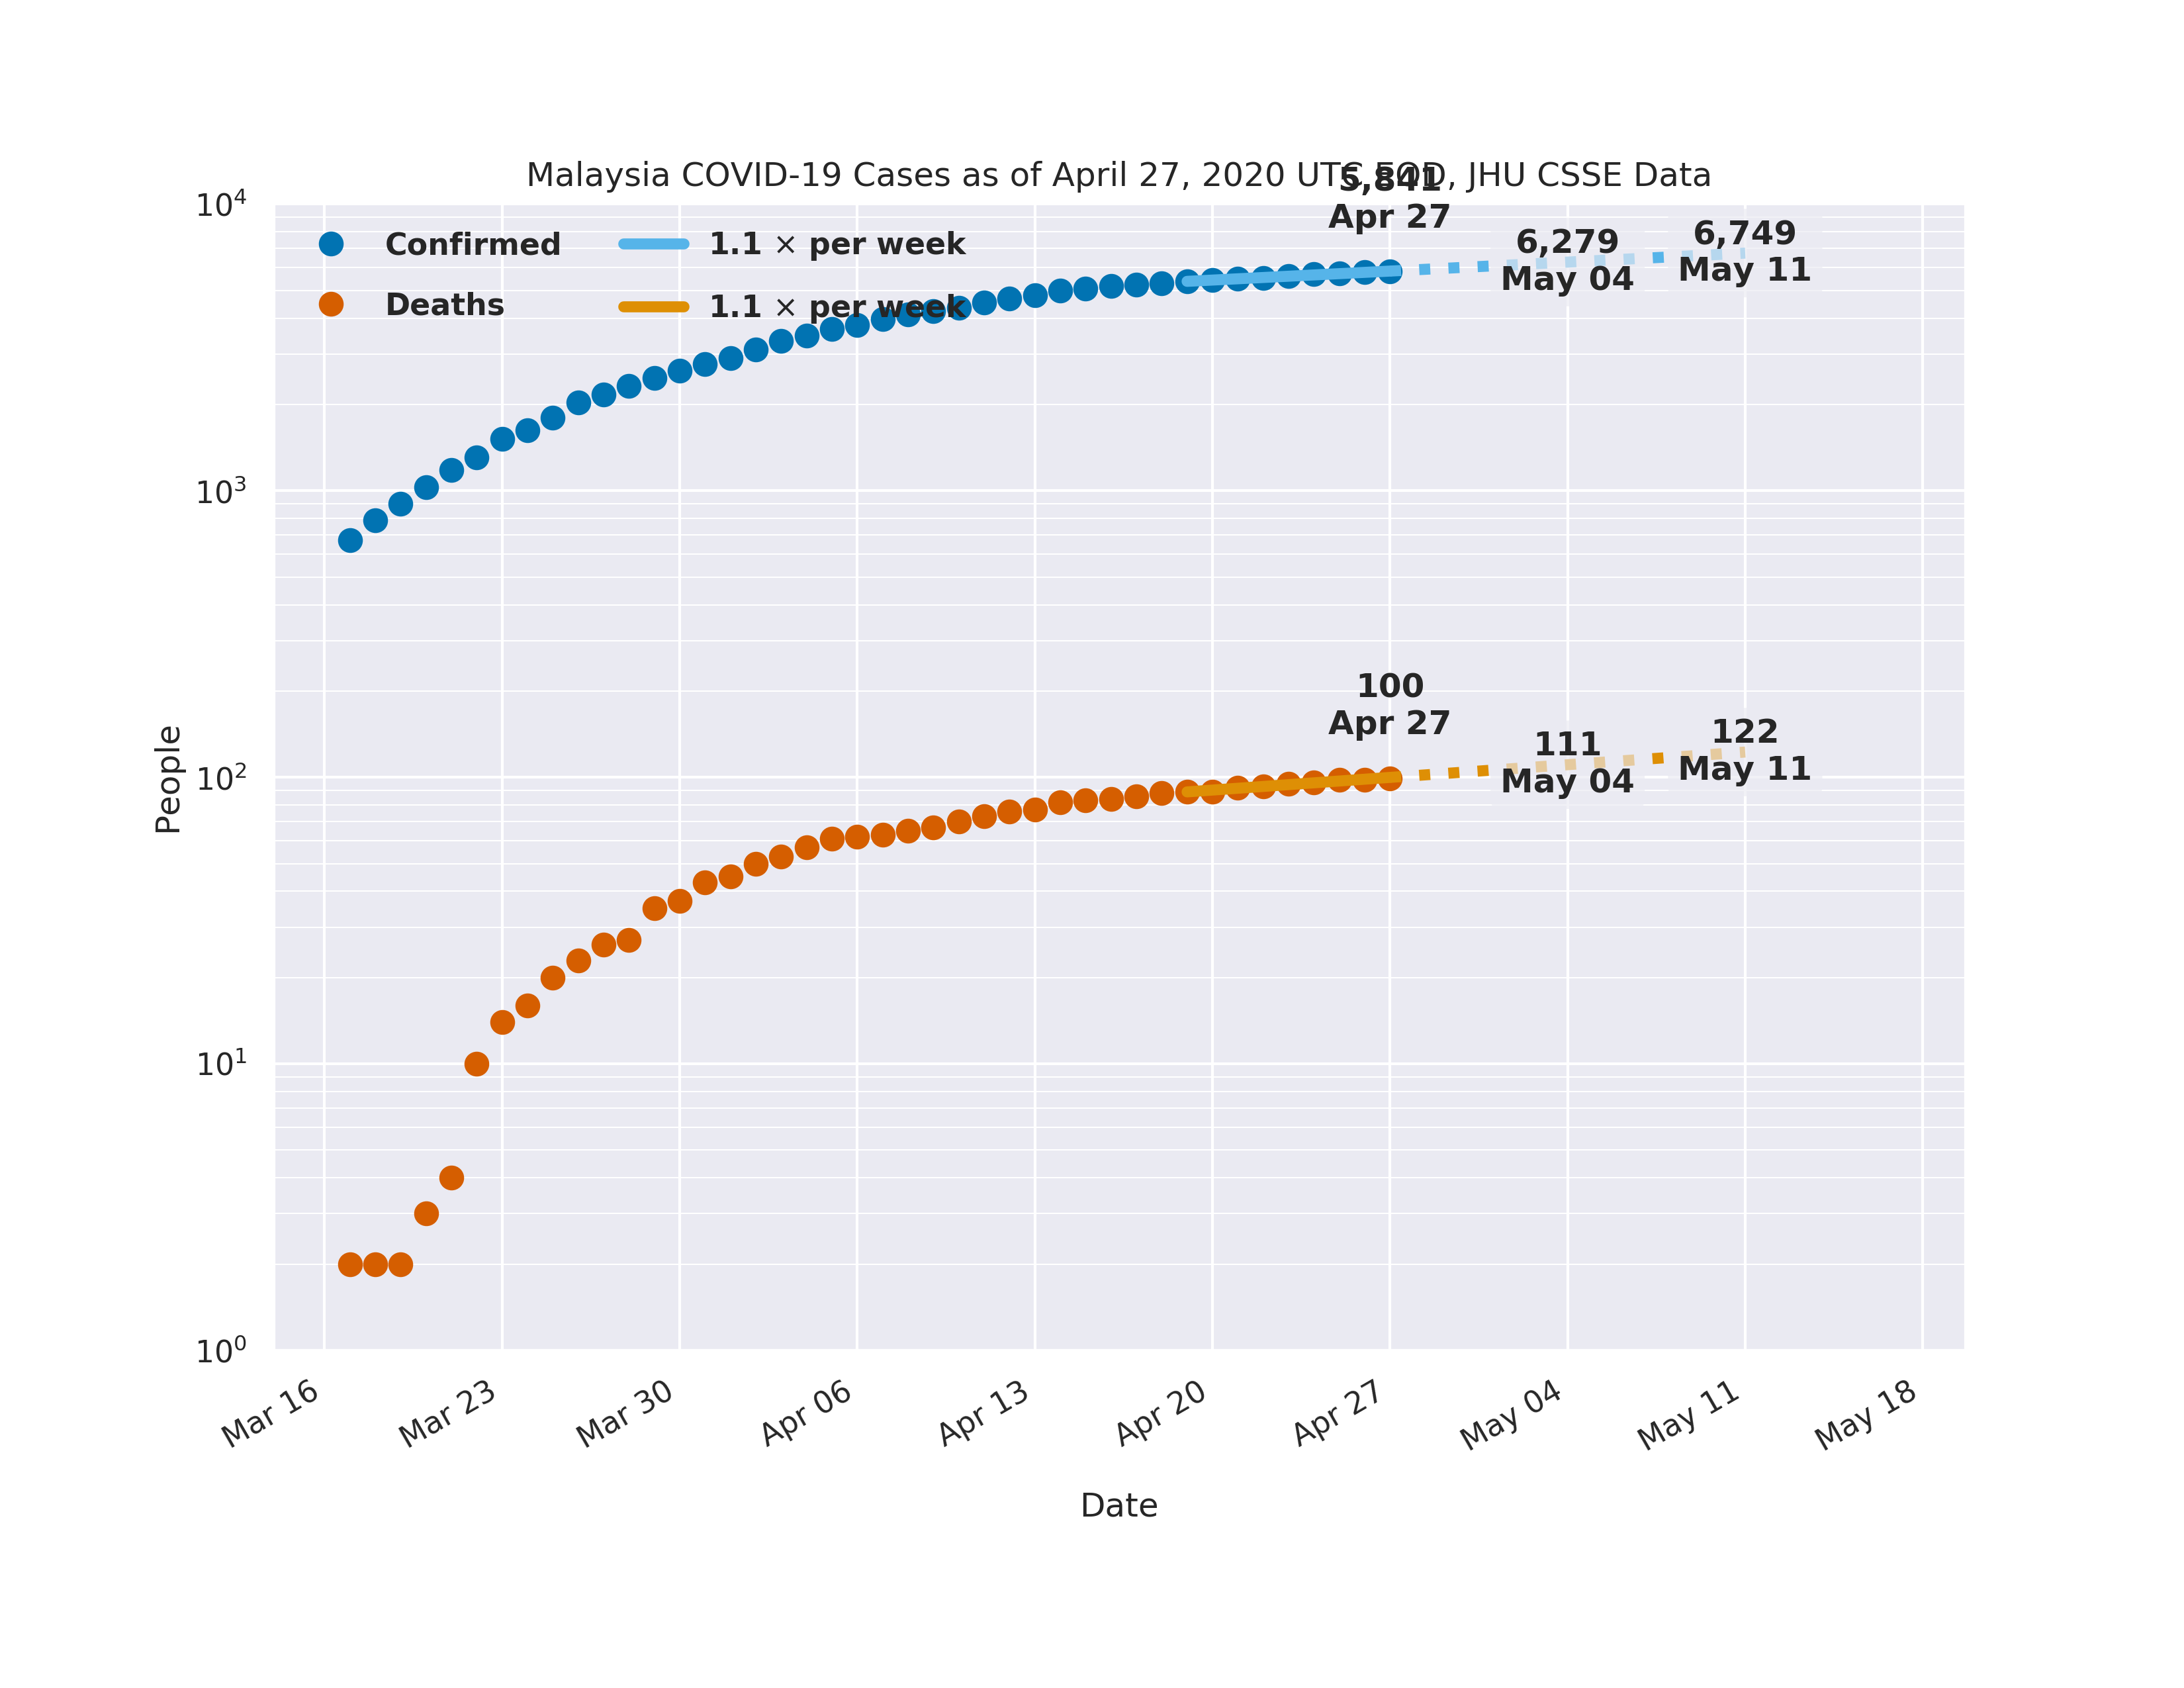 Malaysia COVID-19 Cases as of April 27, 2020 UTC EOD, JHU CSSE Data
5,841
Apr 27
6,279
May 04
6,749
May 11
Confirmed
1.1 × per week
Deaths
1.1 × per week
100
Apr 27
111
May 04
122
May 11
10⁴
10³
10²
10¹
10⁰
People
Mar 16
Mar 23
Mar 30
Apr 06
Apr 13
Apr 20
Apr 27
May 04
May 11
May 18
Date